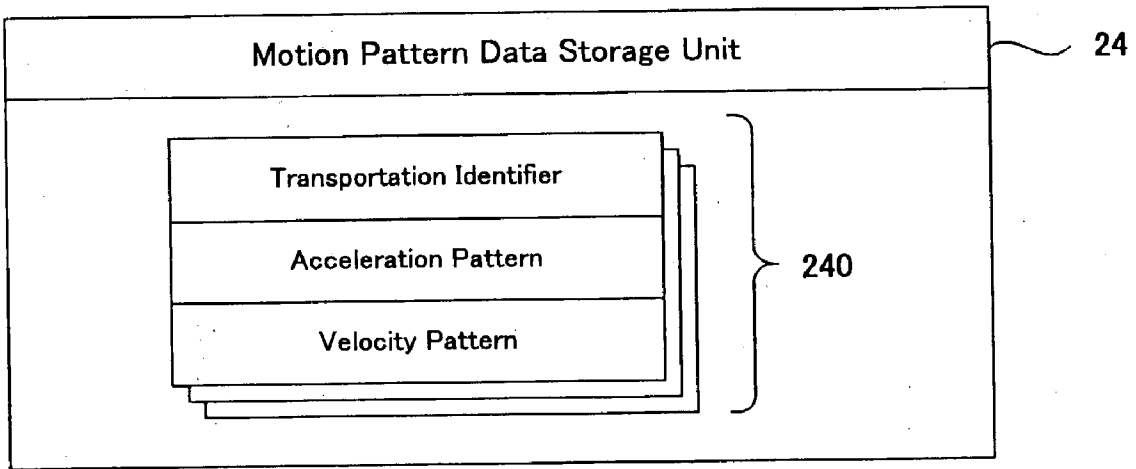 Motion Pattern Data Storage Unit
24
Transportation Identifier
Acceleration Pattern
240
Velocity Pattern